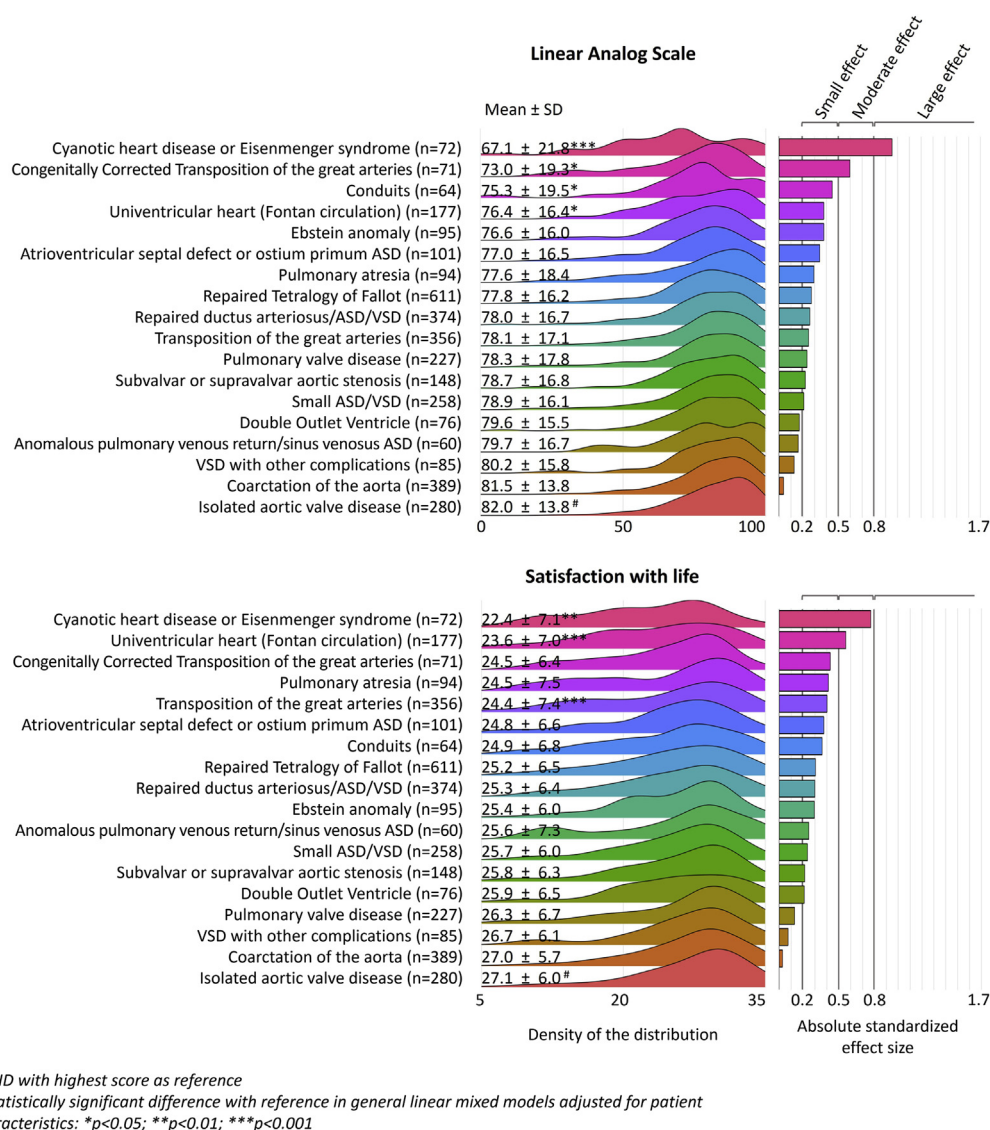 Linear Analog Scale
Small effect
Moderate effect
Large effect
Mean ± SD
Cyanotic heart disease or Eisenmenger syndrome (n=72) 67.1 ± 21.8***
Congenitally Corrected Transposition of the great arteries (n=71) 73.0 ± 19.3*
Conduits (n=64) 75.3 ± 19.5*
Univentricular heart (Fontan circulation) (n=177) 76.4 ± 16.4*
Ebstein anomaly (n=95) 76.6 ± 16.0
Atrioventricular septal defect or ostium primum ASD (n=101) 77.0 ± 16.5
Pulmonary atresia (n=94) 77.6 ± 18.4
Repaired Tetralogy of Fallot (n=611) 77.8 ± 16.2
Repaired ductus arteriosus/ASD/VSD (n=374) 78.0 ± 16.7
Transposition of the great arteries (n=356) 78.1 ± 17.1
Pulmonary valve disease (n=227) 78.3 ± 17.8
Subvalvar or supravalvar aortic stenosis (n=148) 78.7 ± 16.8
Small ASD/VSD (n=258) 78.9 ± 16.1
Double Outlet Ventricle (n=76) 79.6 ± 15.5
Anomalous pulmonary venous return/sinus venosus ASD (n=60) 79.7 ± 16.7
VSD with other complications (n=85) 80.2 ± 15.8
Coarctation of the aorta (n=389) 81.5 ± 13.8
Isolated aortic valve disease (n=280) 82.0 ± 13.8#
0 50 100 0.2 0.5 0.8 1.7
Satisfaction with life
Cyanotic heart disease or Eisenmenger syndrome (n=72) 22.4 ± 7.1**
Univentricular heart (Fontan circulation) (n=177) 23.6 ± 7.0***
Congenitally Corrected Transposition of the great arteries (n=71) 24.5 ± 6.4
Pulmonary atresia (n=94) 24.5 ± 7.5
Transposition of the great arteries (n=356) 24.4 ± 7.4***
Atrioventricular septal defect or ostium primum ASD (n=101) 24.8 ± 6.6
Conduits (n=64) 24.9 ± 6.8
Repaired Tetralogy of Fallot (n=611) 25.2 ± 6.5
Repaired ductus arteriosus/ASD/VSD (n=374) 25.3 ± 6.4
Ebstein anomaly (n=95) 25.4 ± 6.0
Anomalous pulmonary venous return/sinus venosus ASD (n=60) 25.6 ± 7.3
Small ASD/VSD (n=258) 25.7 ± 6.0
Subvalvar or supravalvar aortic stenosis (n=148) 25.8 ± 6.3
Double Outlet Ventricle (n=76) 25.9 ± 6.5
Pulmonary valve disease (n=227) 26.3 ± 6.7
VSD with other complications (n=85) 26.7 ± 6.1
Coarctation of the aorta (n=389) 27.0 ± 5.7
Isolated aortic valve disease (n=280) 27.1 ± 6.0#
5 20 35 0.2 0.5 0.8 1.7
Density of the distribution
Absolute standardized
effect size
with highest score as reference
significant difference with reference in general linear mixed models adjusted for patient
*p<0.05; **p<0.01; ***p<0.001